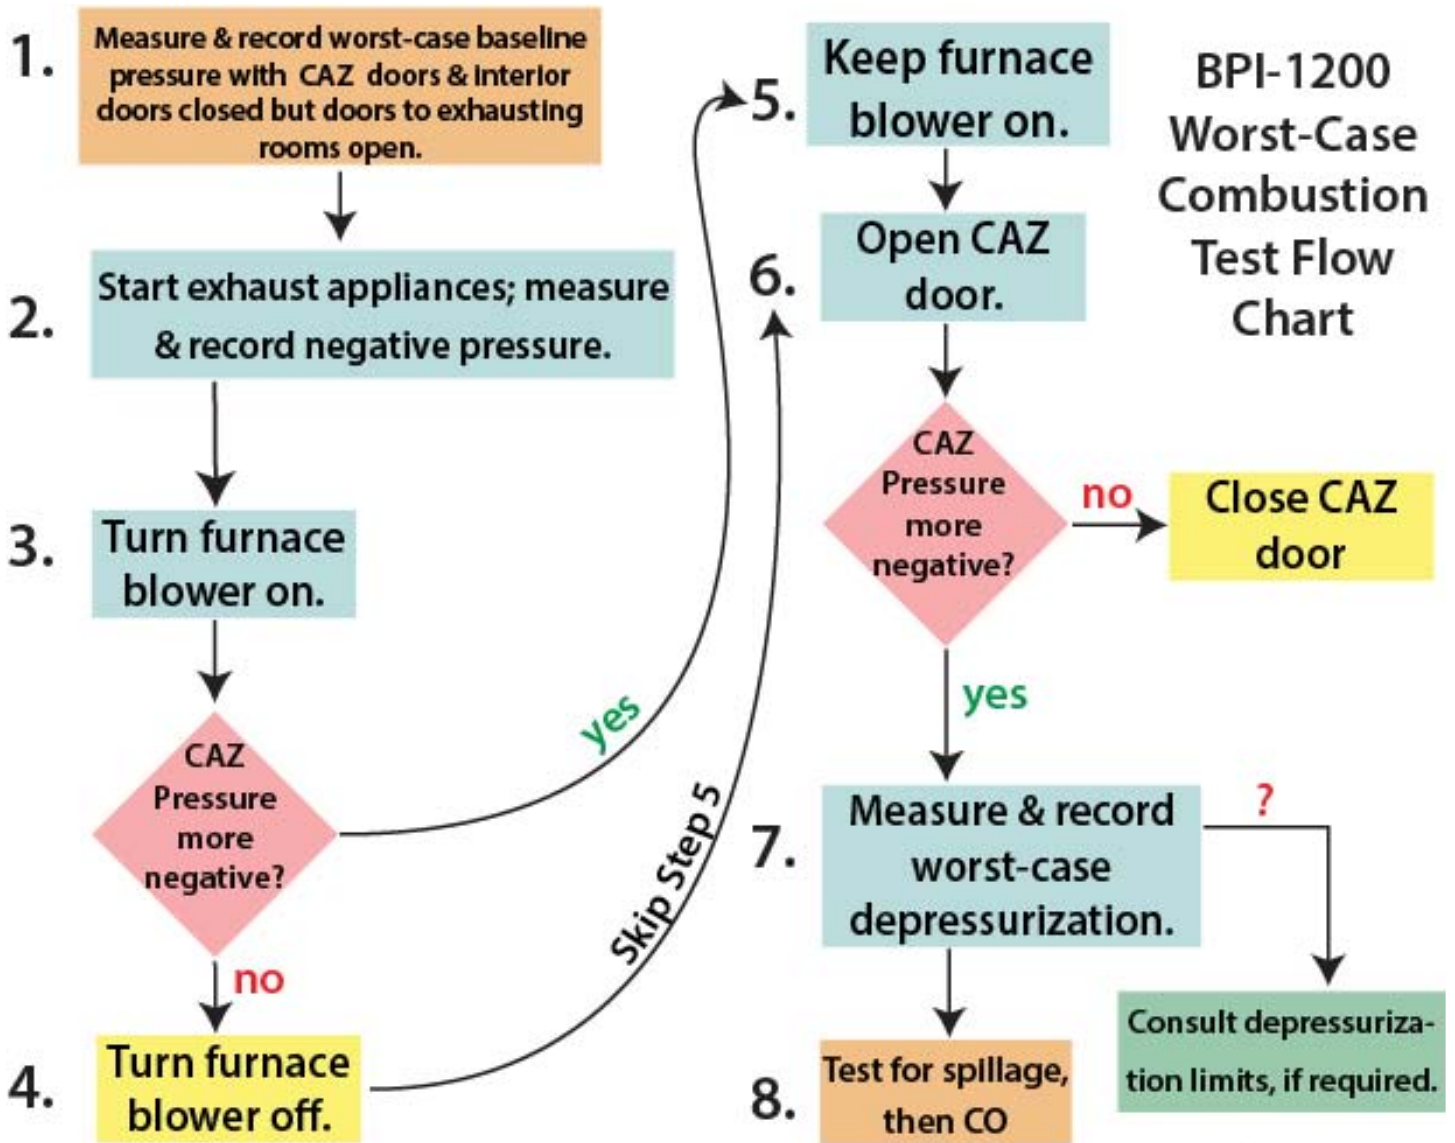 1.
Measure & record worst-case baseline
pressure with CAZ doors & interior
doors closed but doors to exhausting
rooms open.
2.
Start exhaust appliances; measure
& record negative pressure.
3.
Turn furnace
blower on.
CAZ
Pressure
more
negative?
yes
no
4.
Turn furnace
blower off.
Skip Step 5
5.
Keep furnace
blower on.
6.
Open CAZ
door.
CAZ
Pressure
more
negative?
no
Close CAZ
door
yes
7.
Measure & record
worst-case
depressurization.
?
Consult depressuriza-
tion limits, if required.
8.
Test for spillage,
then CO
BPI-1200
Worst-Case
Combustion
Test Flow
Chart